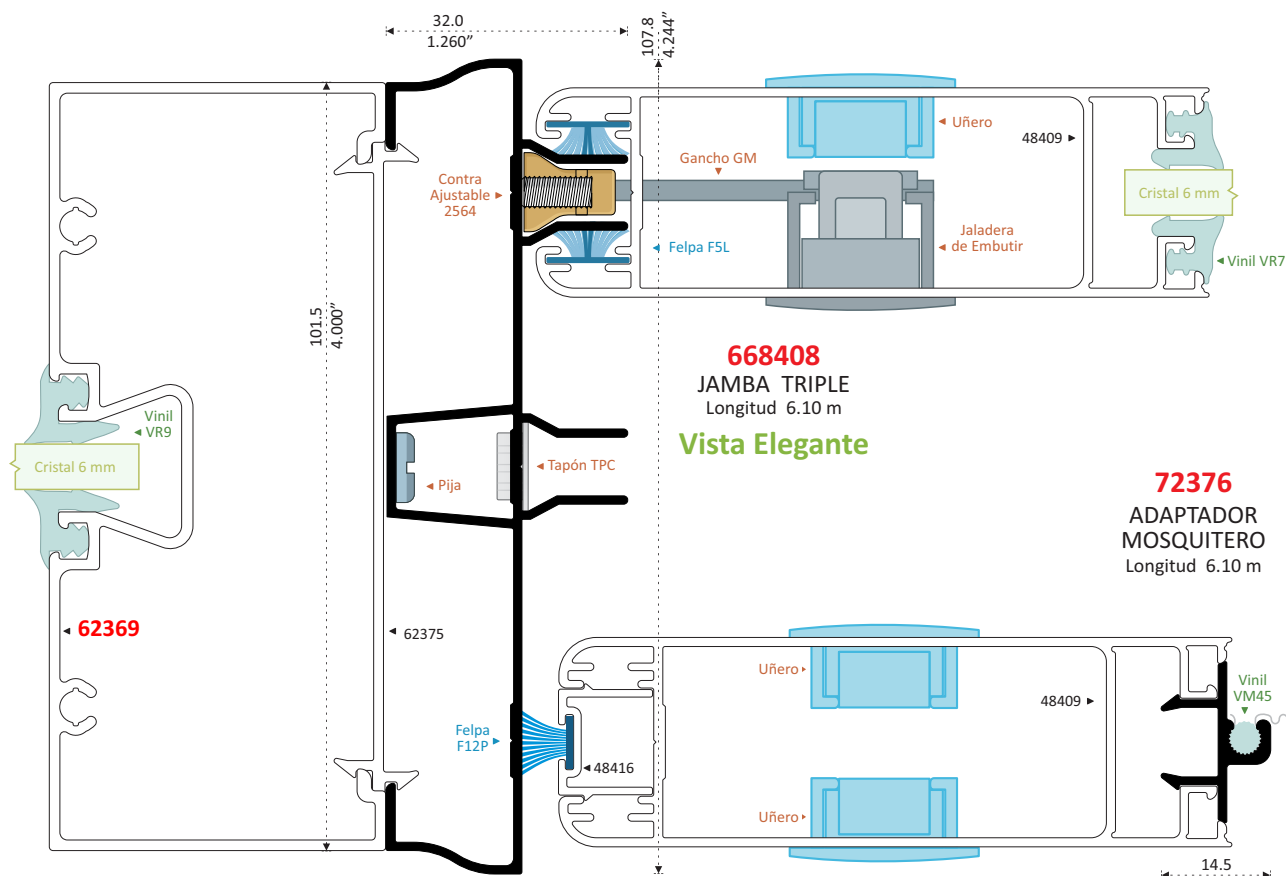 32.0
1.260”
107.8
4.244”
Uñero
48409
Gancho GM
Contra
Ajustable
2564
Cristal 6 mm
Felpa F5L
Jaladera
de Embutir
Vinil VR7
101.5
4.000”
668408
JAMBA TRIPLE
Longitud 6.10 m
Vista Elegante
Vinil
VR9
Cristal 6 mm
Pija
Tapón TPC
72376
ADAPTADOR
MOSQUITERO
Longitud 6.10 m
62369
62375
Uñero
48409
Vinil
VM45
Felpa
F12P
48416
Uñero
14.5